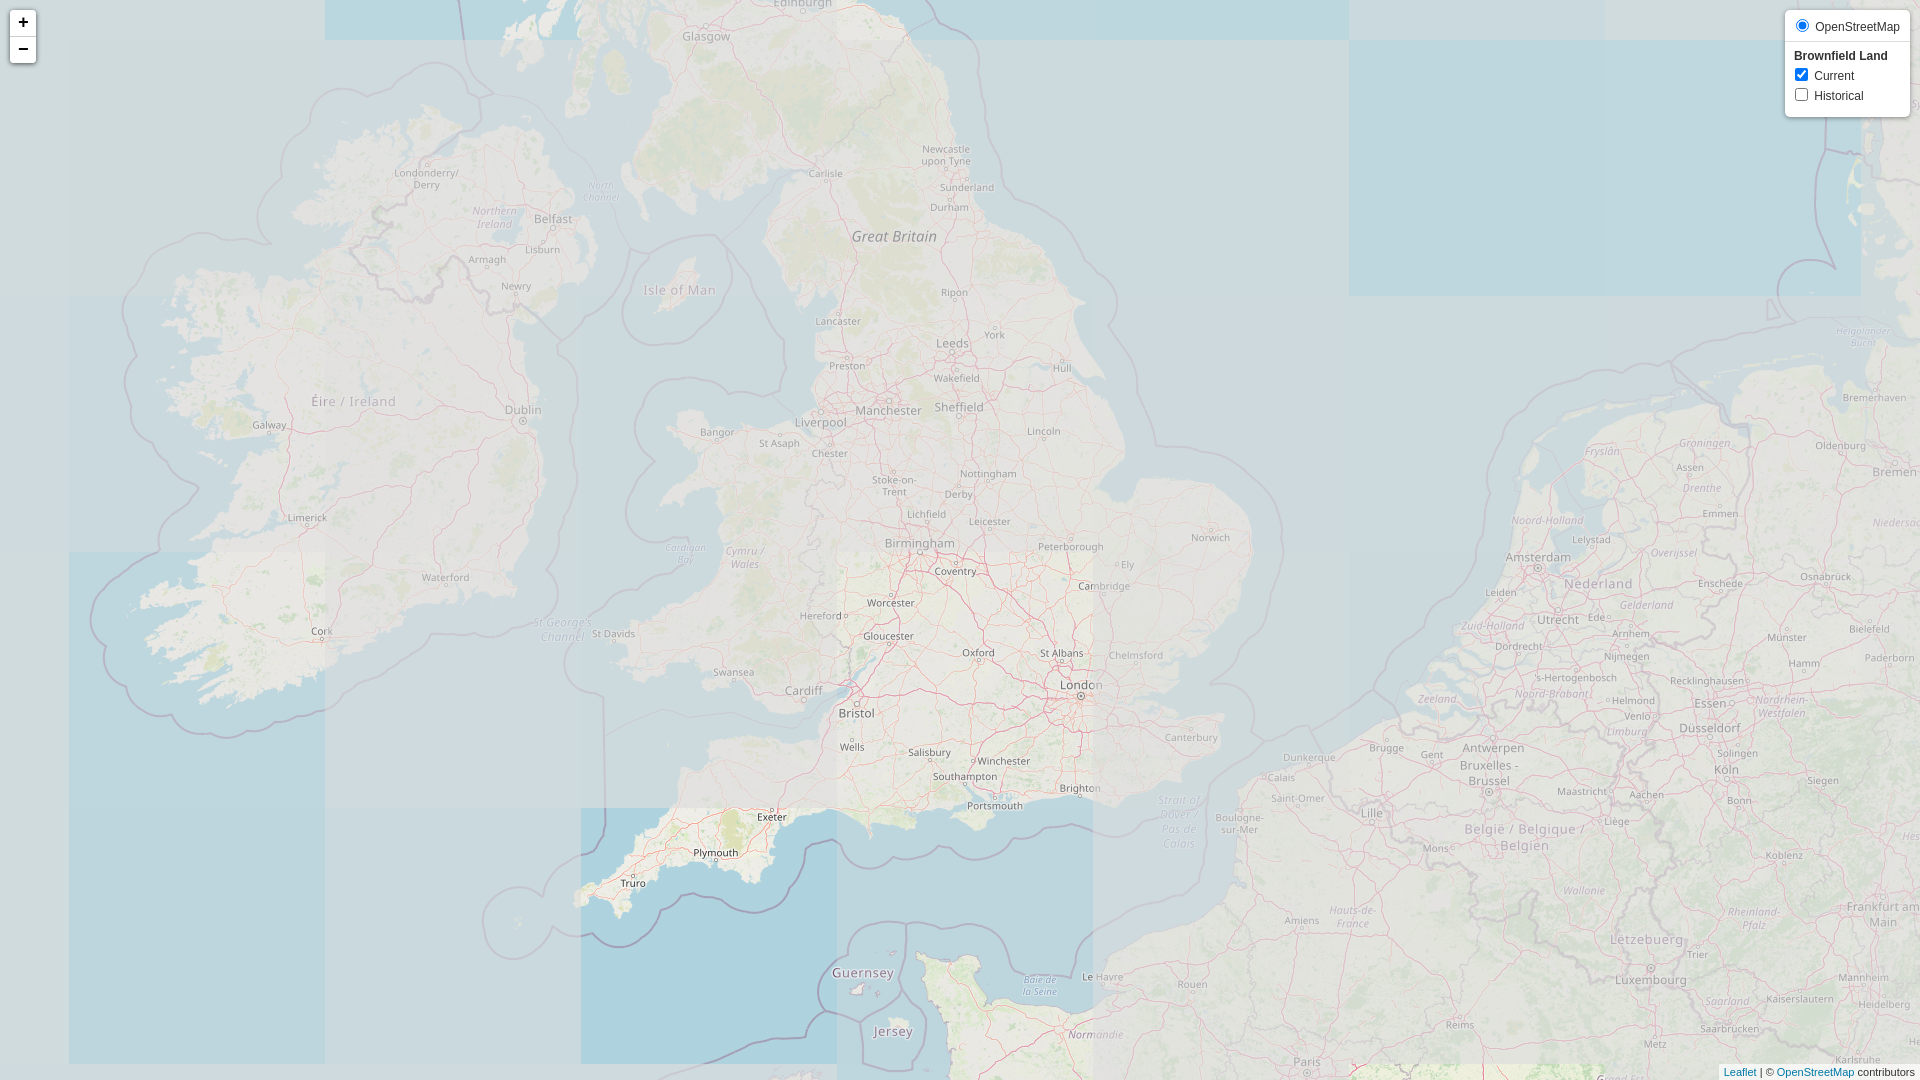 +
−
OpenStreetMap
Brownfield Land
Current
Historical
Edinburgh
Glasgow
Newcastle
upon Tyne
Londonderry/
Derry
Carlisle
North
Channel
Sunderland
Durham
Northern
Ireland
Belfast
Great Britain
Lisburn
Armagh
Newry
Isle of Man
Ripon
Lancaster
York
Leeds
Helgoländer
Bucht
Preston
Hull
Wakefield
Éire / Ireland
Dublin
Manchester
Sheffield
Bremerhaven
Galway
Liverpool
Bangor
St Asaph
Lincoln
Groningen
Oldenburg
Chester
Fryslân
Assen
Bremen
Stoke-on-
Trent
Nottingham
Derby
Drenthe
Limerick
Lichfield
Leicester
Emmen
Noord-Holland
Niedersac
Norwich
Lelystad
Birmingham
Peterborough
Cardigan
Bay
Cymru /
Wales
Amsterdam
Overijssel
Ely
Coventry
Waterford
Cambridge
Nederland
Enschede
Osnabrück
Leiden
Worcester
Gelderland
Hereford
Utrecht
Ede
St George's
Channel
Zuid-Holland
Cork
St Davids
Gloucester
Arnhem
Münster
Bielefeld
Dordrecht
Oxford
St Albans
Chelmsford
Nijmegen
Hamm
Paderborn
Swansea
's-Hertogenbosch
Recklinghausen
London
Cardiff
Noord-Brabant
Zeeland
Helmond
Essen
Nordrhein-
Westfalen
Bristol
Venlo
Düsseldorf
Limburg
Canterbury
Wells
Salisbury
Brugge
Antwerpen
Gent
Solingen
Winchester
Dunkerque
Bruxelles -
Brussel
Köln
Southampton
Calais
Siegen
Brighton
Maastricht
Aachen
Saint-Omer
Bonn
Portsmouth
Strait of
Dover /
Pas de
Calais
Exeter
Boulogne-
sur-Mer
Lille
Liège
België / Belgique /
Belgien
Plymouth
Mons
Koblenz
Truro
Wallonie
Hauts-de-
France
Amiens
Rheinland-
Pfalz
Frankfurt am
Main
Lëtzebuerg
Trier
Guernsey
Le Havre
Baie de
la Seine
Rouen
Luxembourg
Mannheim
Saarland
Kaiserslautern
Heidelberg
Jersey
Normandie
Reims
Saarbrücken
Metz
Paris
Karlsruhe
Grand Est
Leaflet | © OpenStreetMap contributors